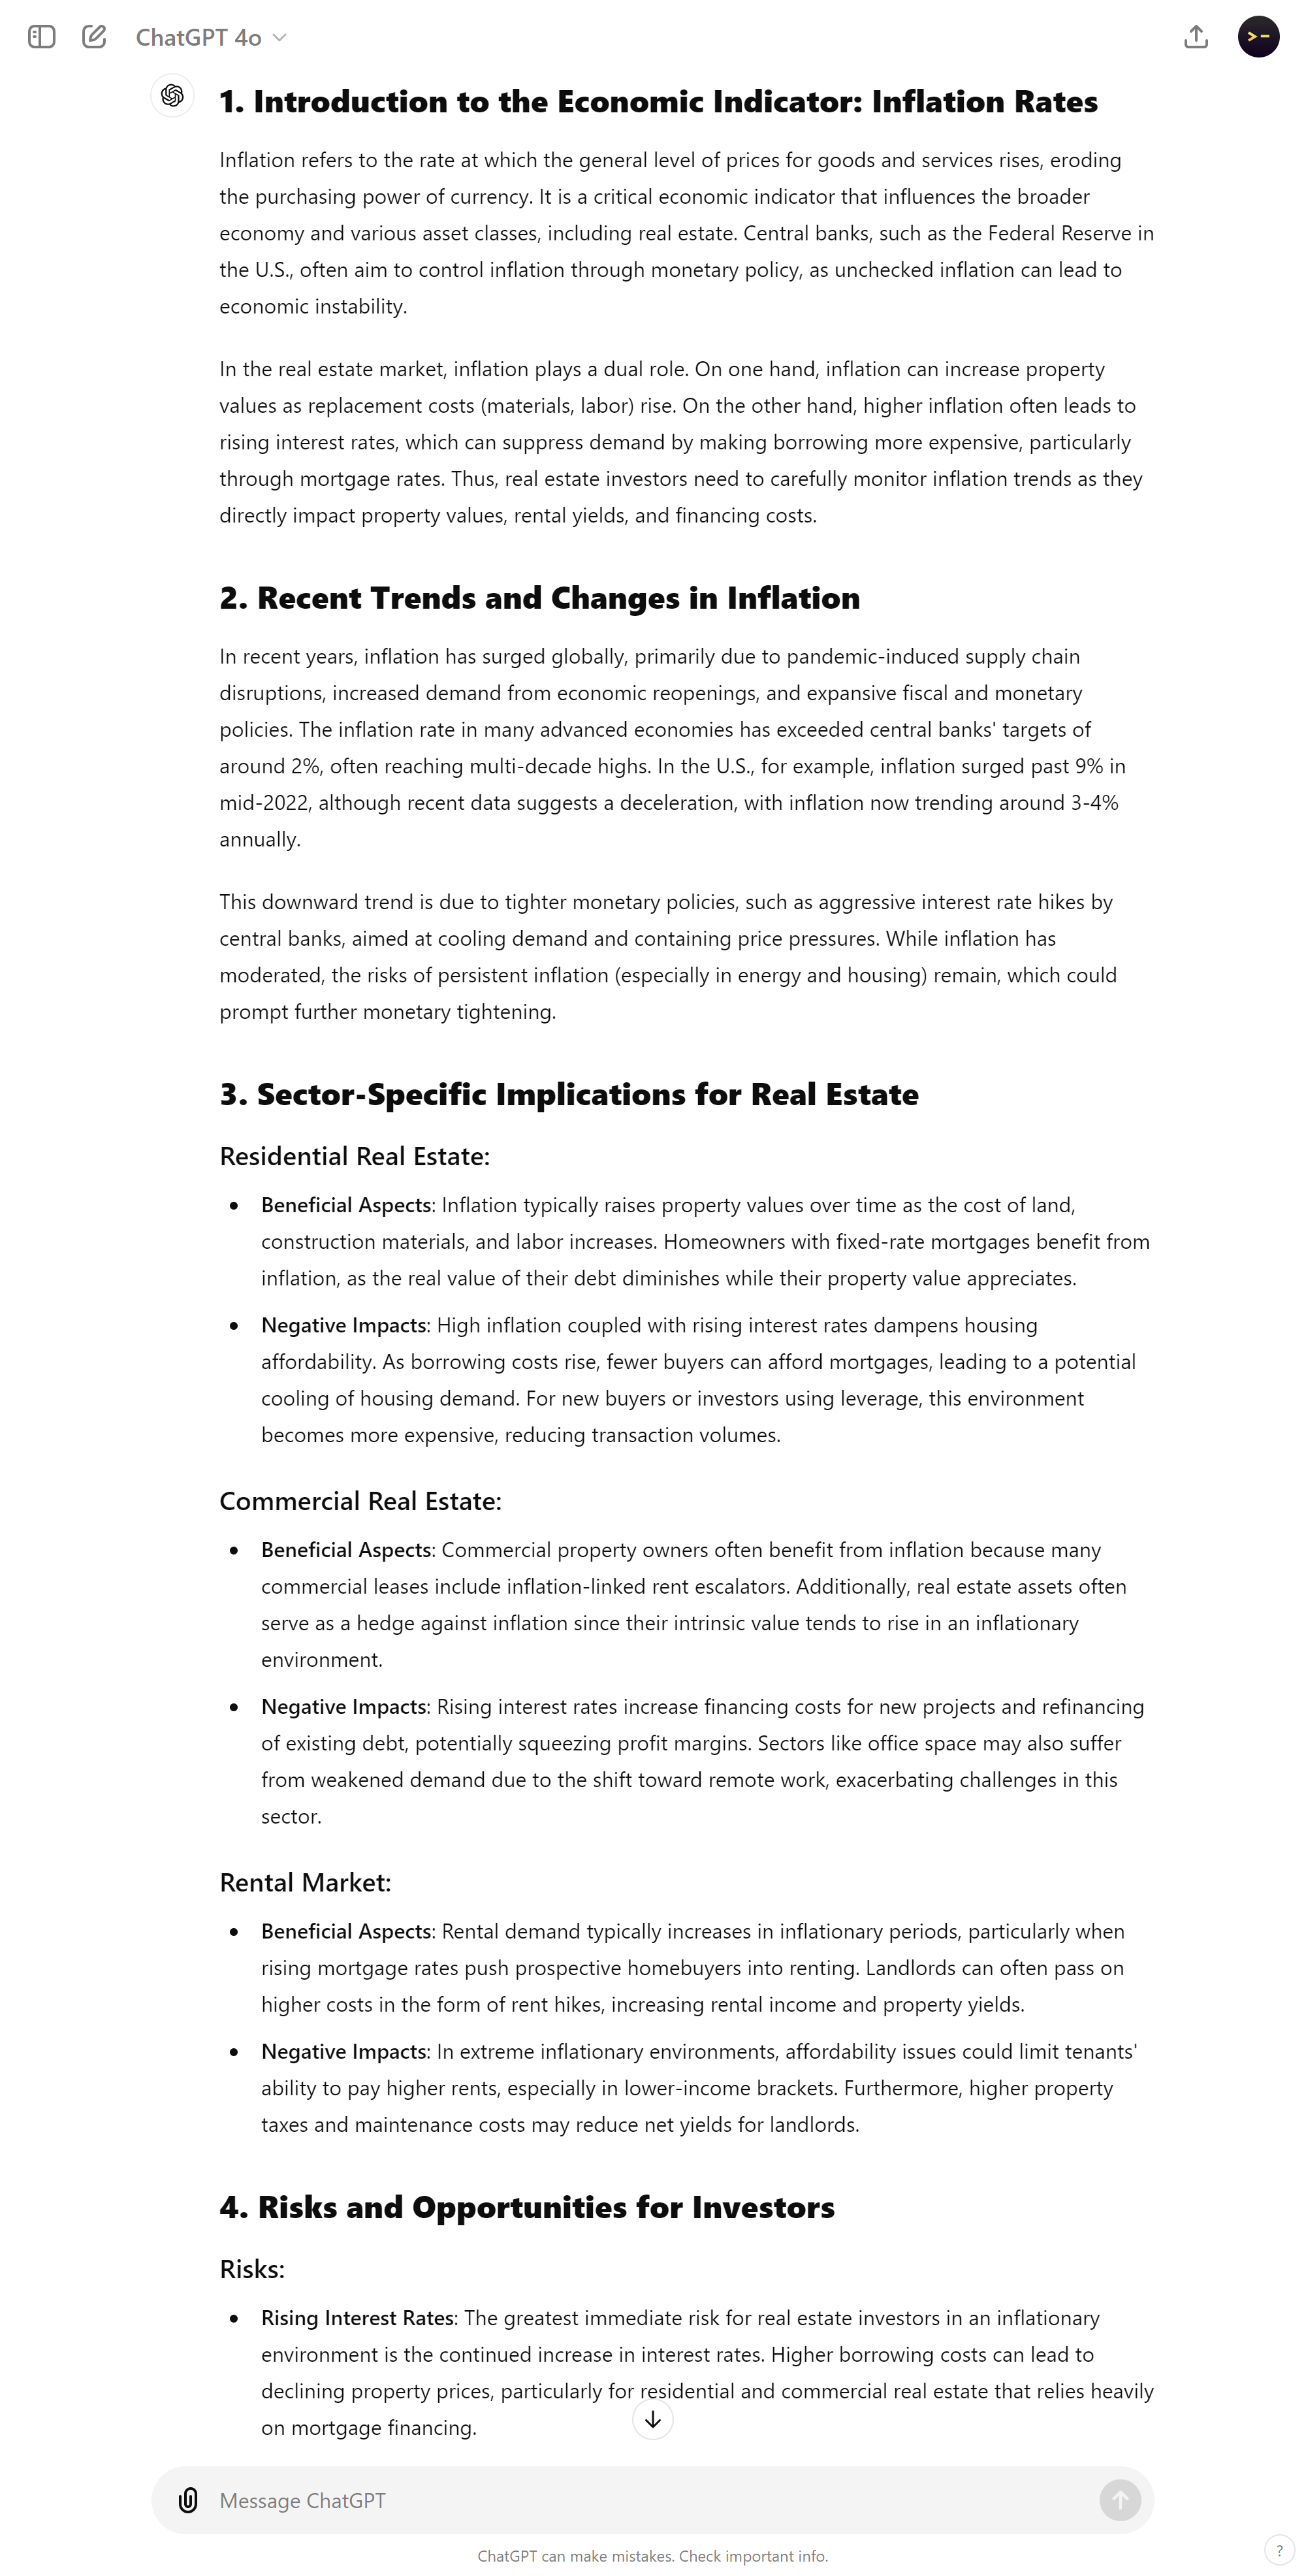 ChatGPT 4o
1. Introduction to the Economic Indicator: Inflation Rates
Inflation refers to the rate at which the general level of prices for goods and services rises, eroding
the purchasing power of currency. It is a critical economic indicator that influences the broader
economy and various asset classes, including real estate. Central banks, such as the Federal Reserve in
the U.S., often aim to control inflation through monetary policy, as unchecked inflation can lead to
economic instability.
In the real estate market, inflation plays a dual role. On one hand, inflation can increase property
values as replacement costs (materials, labor) rise. On the other hand, higher inflation often leads to
rising interest rates, which can suppress demand by making borrowing more expensive, particularly
through mortgage rates. Thus, real estate investors need to carefully monitor inflation trends as they
directly impact property values, rental yields, and financing costs.
2. Recent Trends and Changes in Inflation
In recent years, inflation has surged globally, primarily due to pandemic-induced supply chain
disruptions, increased demand from economic reopenings, and expansive fiscal and monetary
policies. The inflation rate in many advanced economies has exceeded central banks' targets of
around 2%, often reaching multi-decade highs. In the U.S., for example, inflation surged past 9% in
mid-2022, although recent data suggests a deceleration, with inflation now trending around 3-4%
annually.
This downward trend is due to tighter monetary policies, such as aggressive interest rate hikes by
central banks, aimed at cooling demand and containing price pressures. While inflation has
moderated, the risks of persistent inflation (especially in energy and housing) remain, which could
prompt further monetary tightening.
3. Sector-Specific Implications for Real Estate
Residential Real Estate:
• Beneficial Aspects: Inflation typically raises property values over time as the cost of land,
construction materials, and labor increases. Homeowners with fixed-rate mortgages benefit from
inflation, as the real value of their debt diminishes while their property value appreciates.
• Negative Impacts: High inflation coupled with rising interest rates dampens housing
affordability. As borrowing costs rise, fewer buyers can afford mortgages, leading to a potential
cooling of housing demand. For new buyers or investors using leverage, this environment
becomes more expensive, reducing transaction volumes.
Commercial Real Estate:
• Beneficial Aspects: Commercial property owners often benefit from inflation because many
commercial leases include inflation-linked rent escalators. Additionally, real estate assets often
serve as a hedge against inflation since their intrinsic value tends to rise in an inflationary
environment.
• Negative Impacts: Rising interest rates increase financing costs for new projects and refinancing
of existing debt, potentially squeezing profit margins. Sectors like office space may also suffer
from weakened demand due to the shift toward remote work, exacerbating challenges in this
sector.
Rental Market:
• Beneficial Aspects: Rental demand typically increases in inflationary periods, particularly when
rising mortgage rates push prospective homebuyers into renting. Landlords can often pass on
higher costs in the form of rent hikes, increasing rental income and property yields.
• Negative Impacts: In extreme inflationary environments, affordability issues could limit tenants'
ability to pay higher rents, especially in lower-income brackets. Furthermore, higher property
taxes and maintenance costs may reduce net yields for landlords.
4. Risks and Opportunities for Investors
Risks:
• Rising Interest Rates: The greatest immediate risk for real estate investors in an inflationary
environment is the continued increase in interest rates. Higher borrowing costs can lead to
declining property prices, particularly for residential and commercial real estate that relies heavily
on mortgage financing.
Message ChatGPT
ChatGPT can make mistakes. Check important info.
?